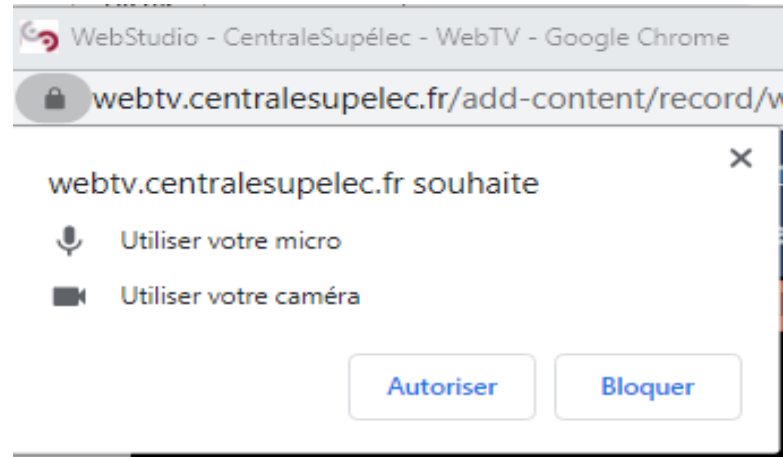 WebStudio - CentraleSupélec - WebTV - Google Chrome
webtv.centralesupelec.fr/add-content/record/w
webtv.centralesupelec.fr souhaite
Utiliser votre micro
Utiliser votre caméra
Autoriser Bloquer